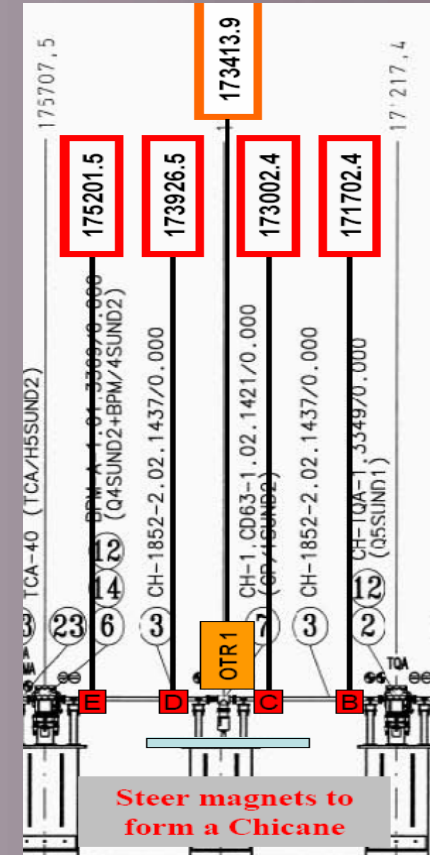 175707,5
175201.5
173926.5
173413.9
173002.4
171702.4
217,4
TCA-40 (TCA/H5SUND2)
(Q4SUND2+BPM/4SUND2)
CH-1852-2.02.1437/0.000
CH-1.CD63-1.02.1421/0.000
CH-1852-2.02.1437/0.000
CH-TQA-1. 3349/0.000
(Q5SUND1)
12
14
12
3
23
6
3
7
3
2
OTR1
TQA
E
D
C
B
Steer magnets to
form a Chicane